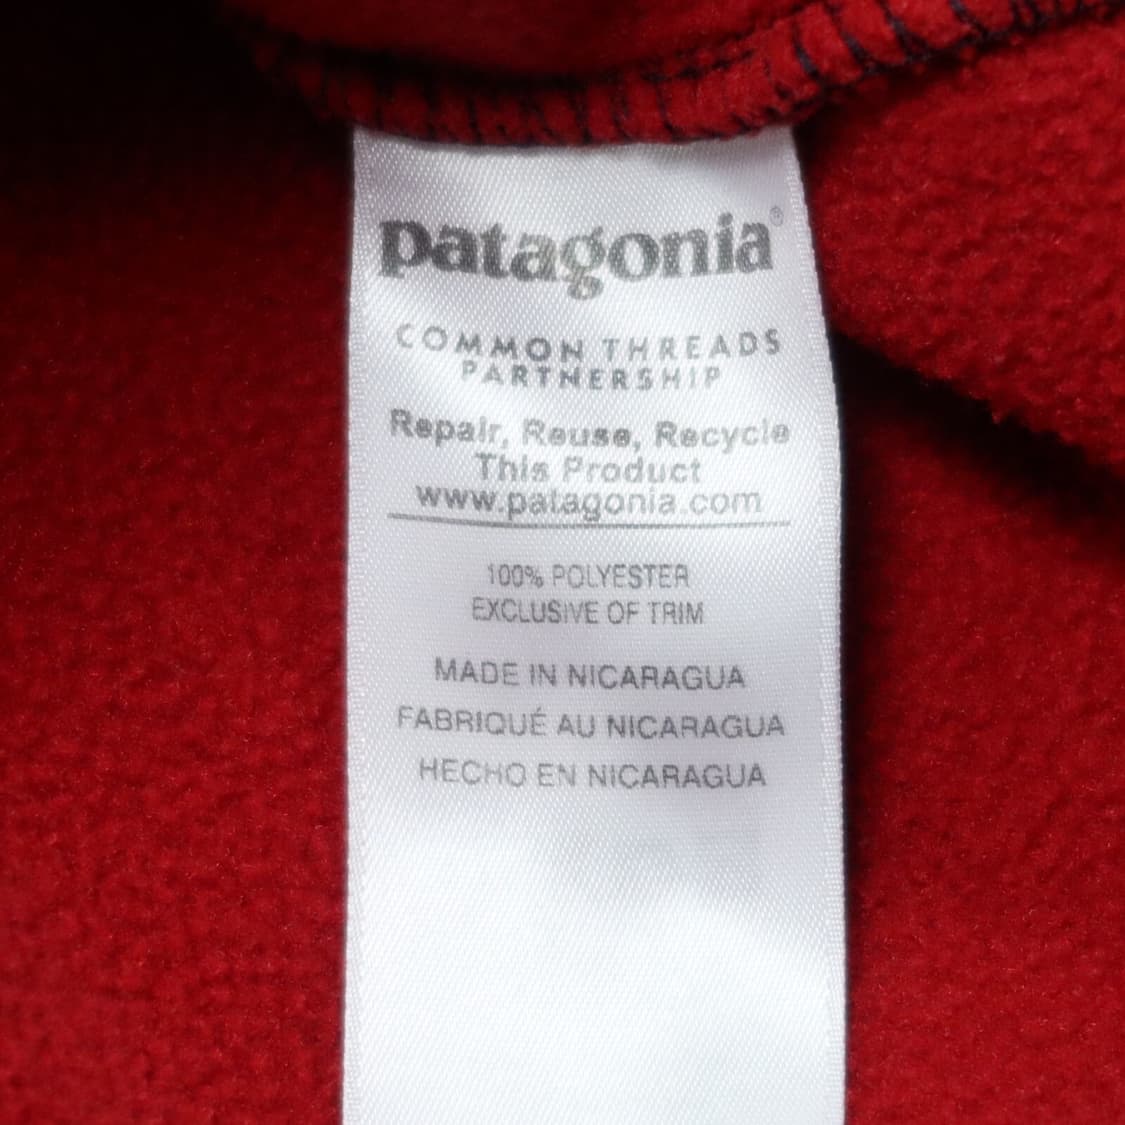 patagonia®
COMMON THREADS
PARTNERSHIP
Repair, Reuse, Recycle
This Product
www.patagonia.com
100% POLYESTER
EXCLUSIVE OF TRIM
MADE IN NICARAGUA
FABRIQUÉ AU NICARAGUA
HECHO EN NICARAGUA